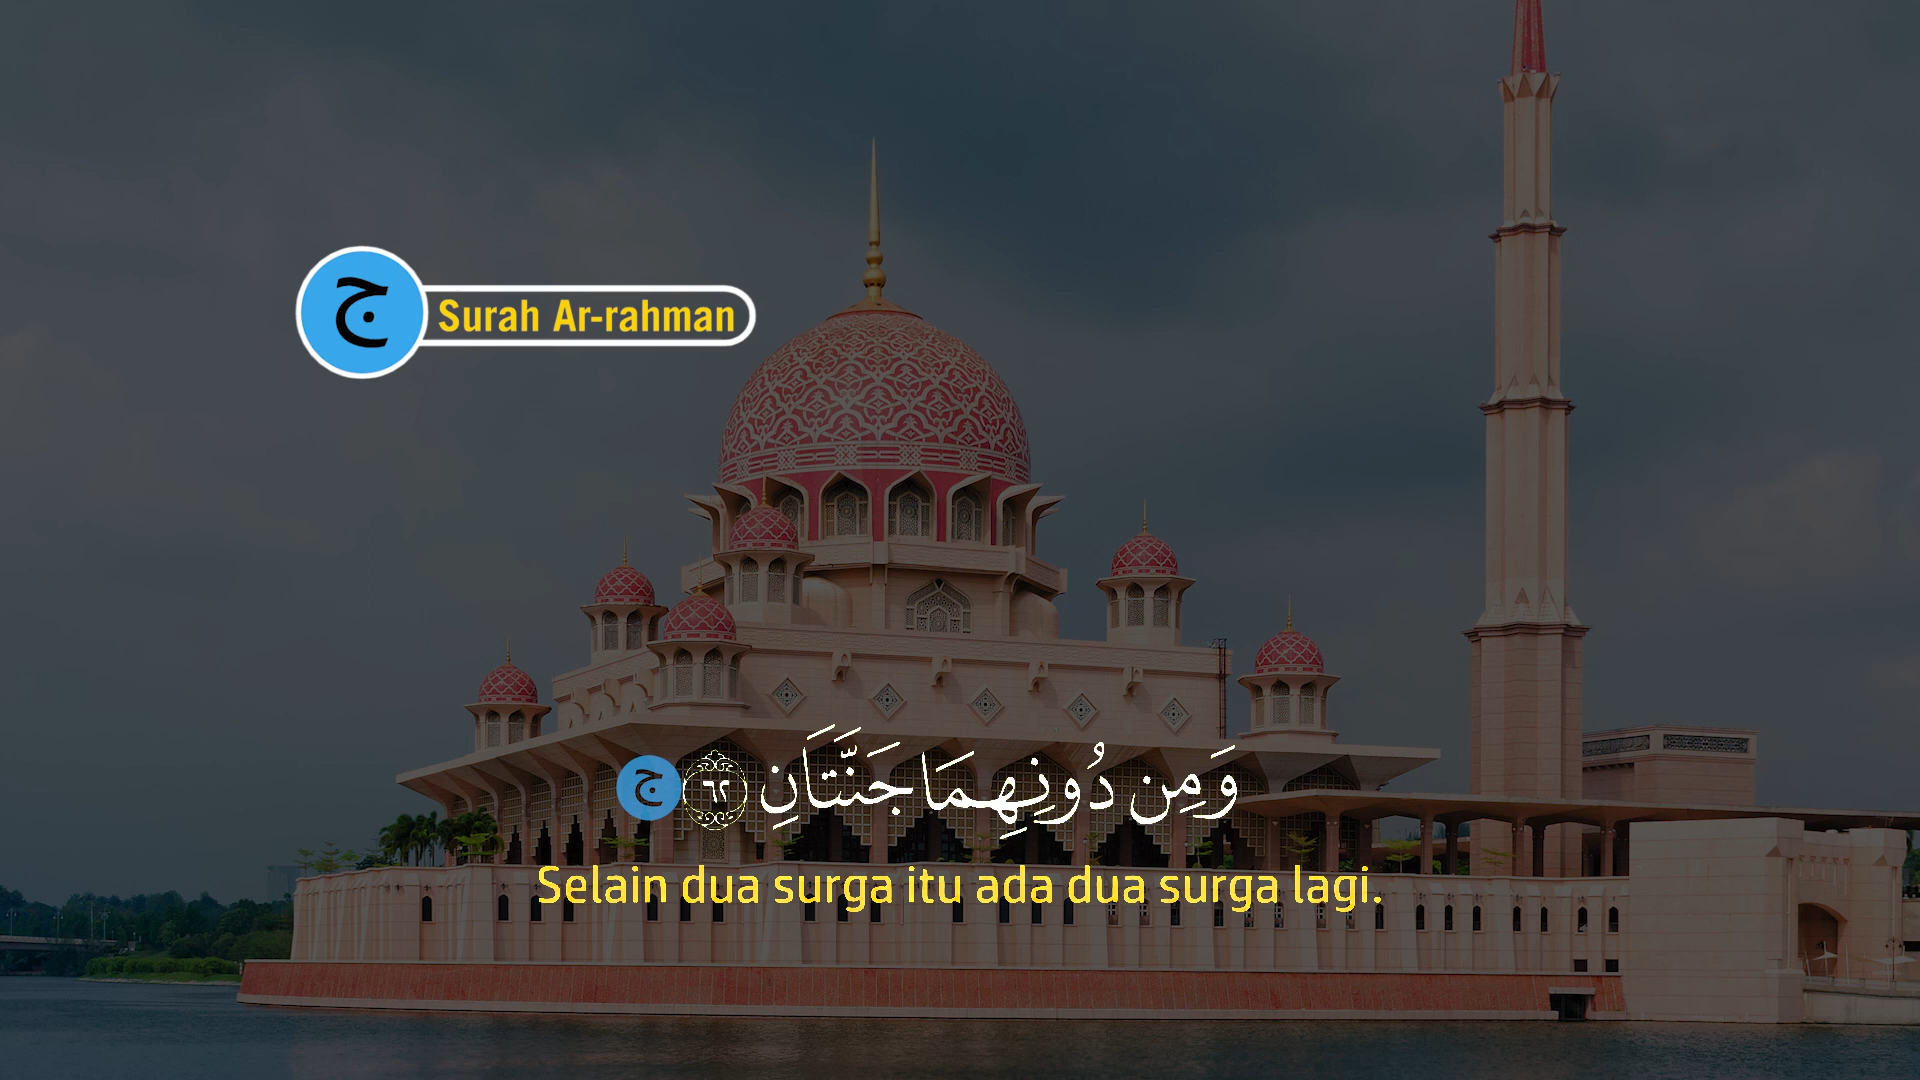 ج Surah Ar-rahman
وَمِن دُونِهِمَا جَنَّتَانِ ٦٢ ج
Selain dua surga itu ada dua surga lagi.